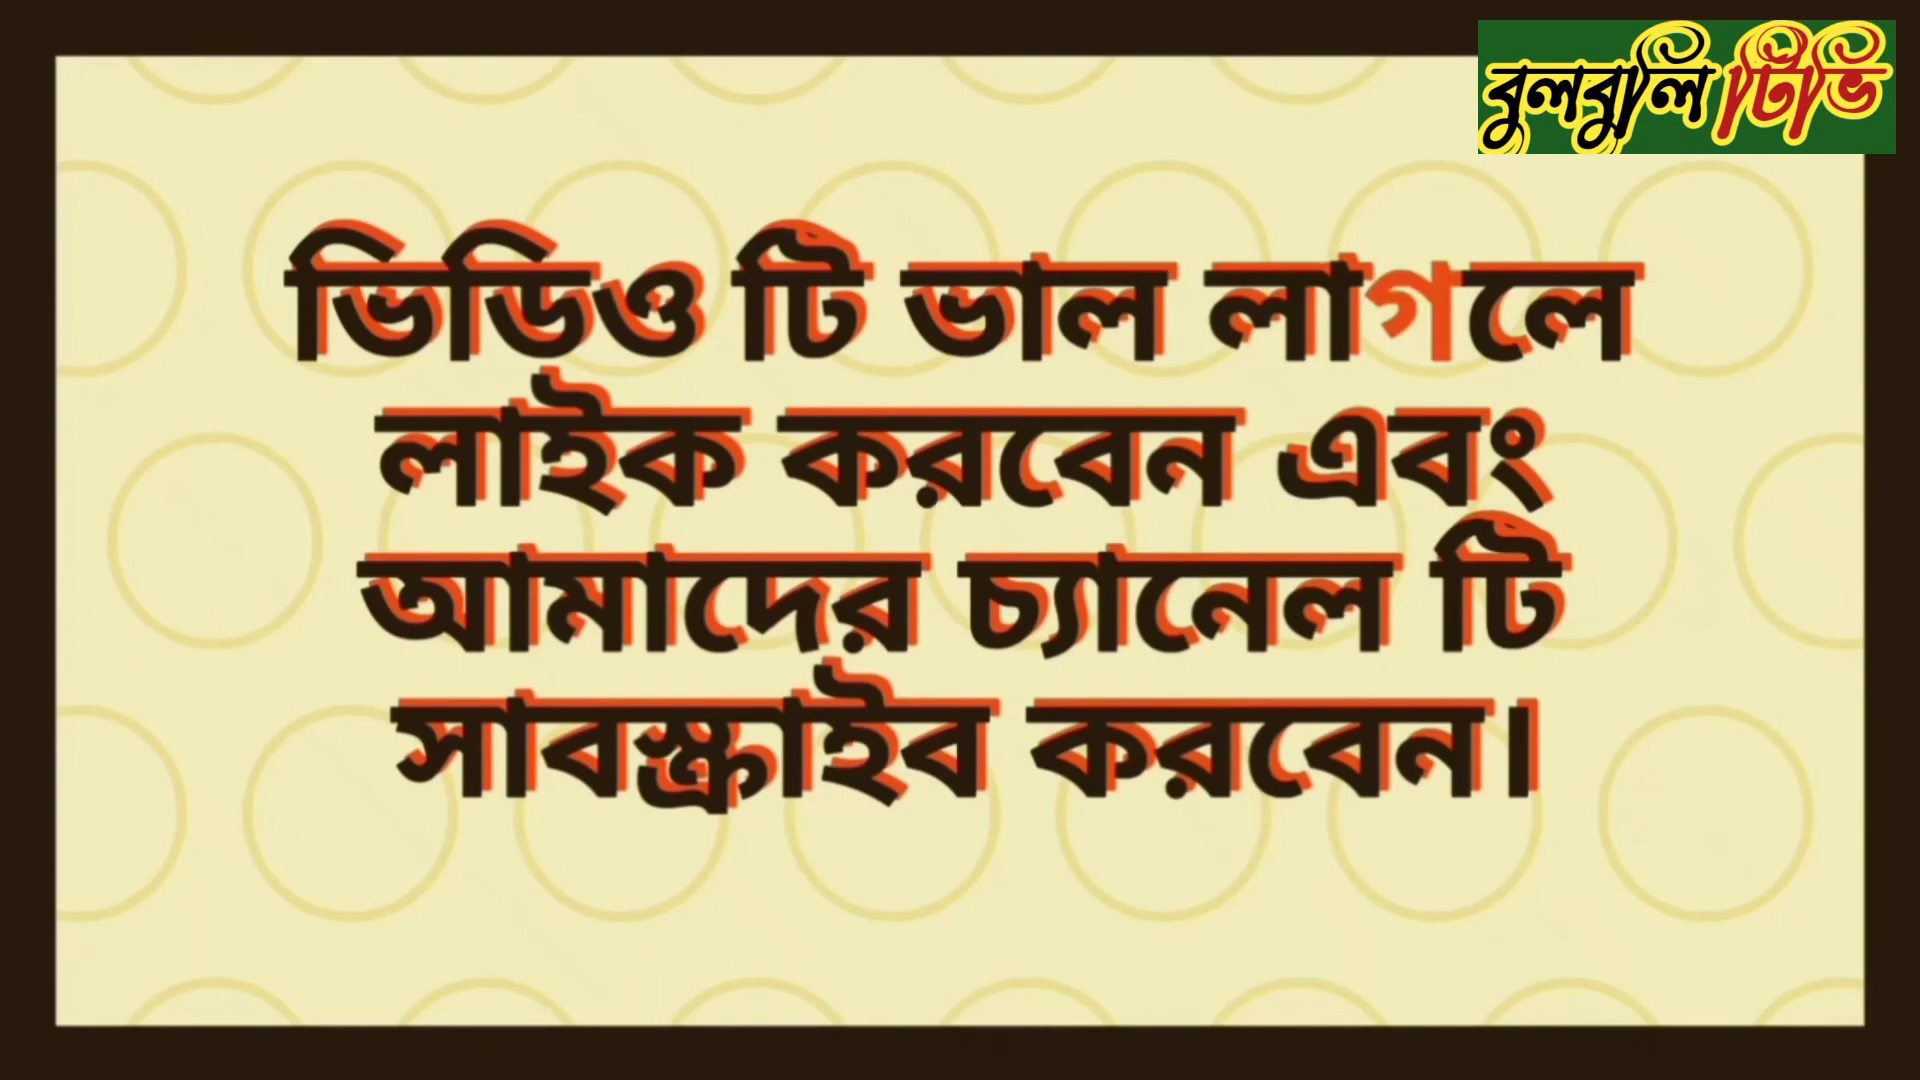 বুলবুলি টিভি
ভিডিও টি ভাল লাগলে
লাইক করবেন এবং
আমাদের চ্যানেল টি
সাবস্ক্রাইব করবেন।